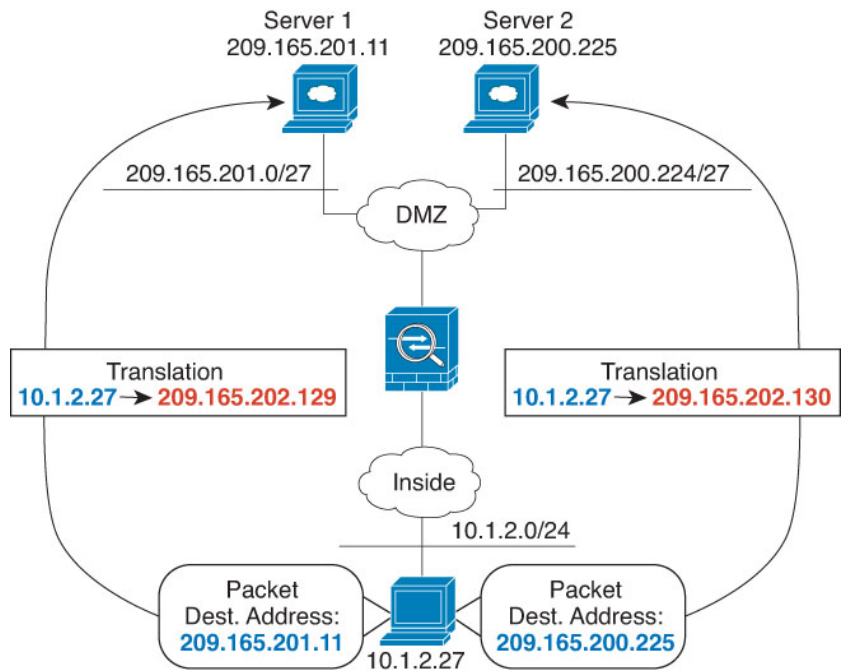 Server 1
209.165.201.11
Server 2
209.165.200.225
209.165.201.0/27
209.165.200.224/27
DMZ
Translation
10.1.2.27 → 209.165.202.129
Translation
10.1.2.27 → 209.165.202.130
Inside
10.1.2.0/24
Packet
Dest. Address:
209.165.201.11
Packet
Dest. Address:
209.165.200.225
10.1.2.27